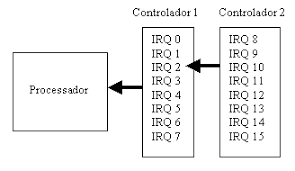 Controlador 1 Controlador 2
IRQ 0 IRQ 8
IRQ 1 IRQ 9
IRQ 2 IRQ 10
Processador IRQ 3 IRQ 11
IRQ 4 IRQ 12
IRQ 5 IRQ 13
IRQ 6 IRQ 14
IRQ 7 IRQ 15